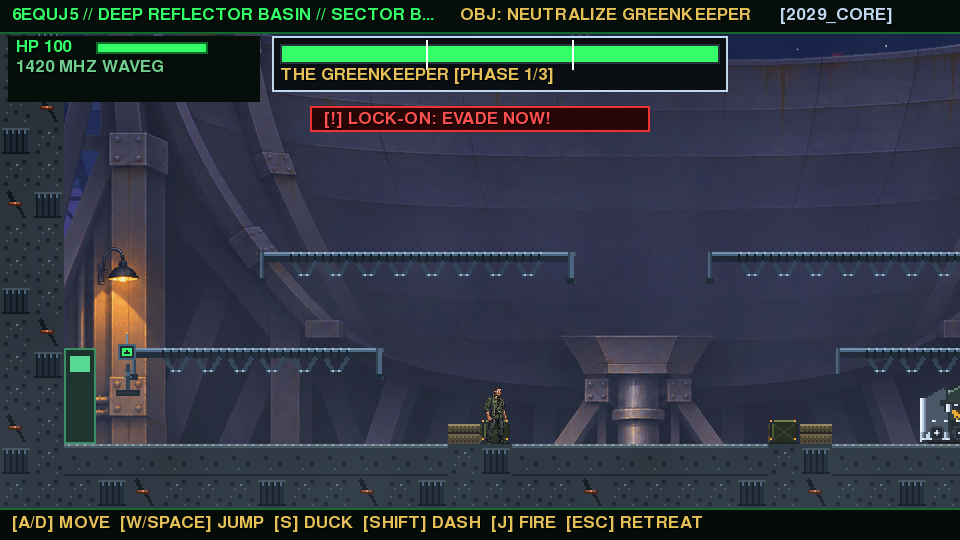 6EQUJ5 // DEEP REFLECTOR BASIN // SECTOR B... OBJ: NEUTRALIZE GREENKEEPER [2029_CORE]
HP 100
1420 MHZ WAVEG
THE GREENKEEPER [PHASE 1/3]
[!] LOCK-ON: EVADE NOW!
[A/D] MOVE [W/SPACE] JUMP [S] DUCK [SHIFT] DASH [J] FIRE [ESC] RETREAT